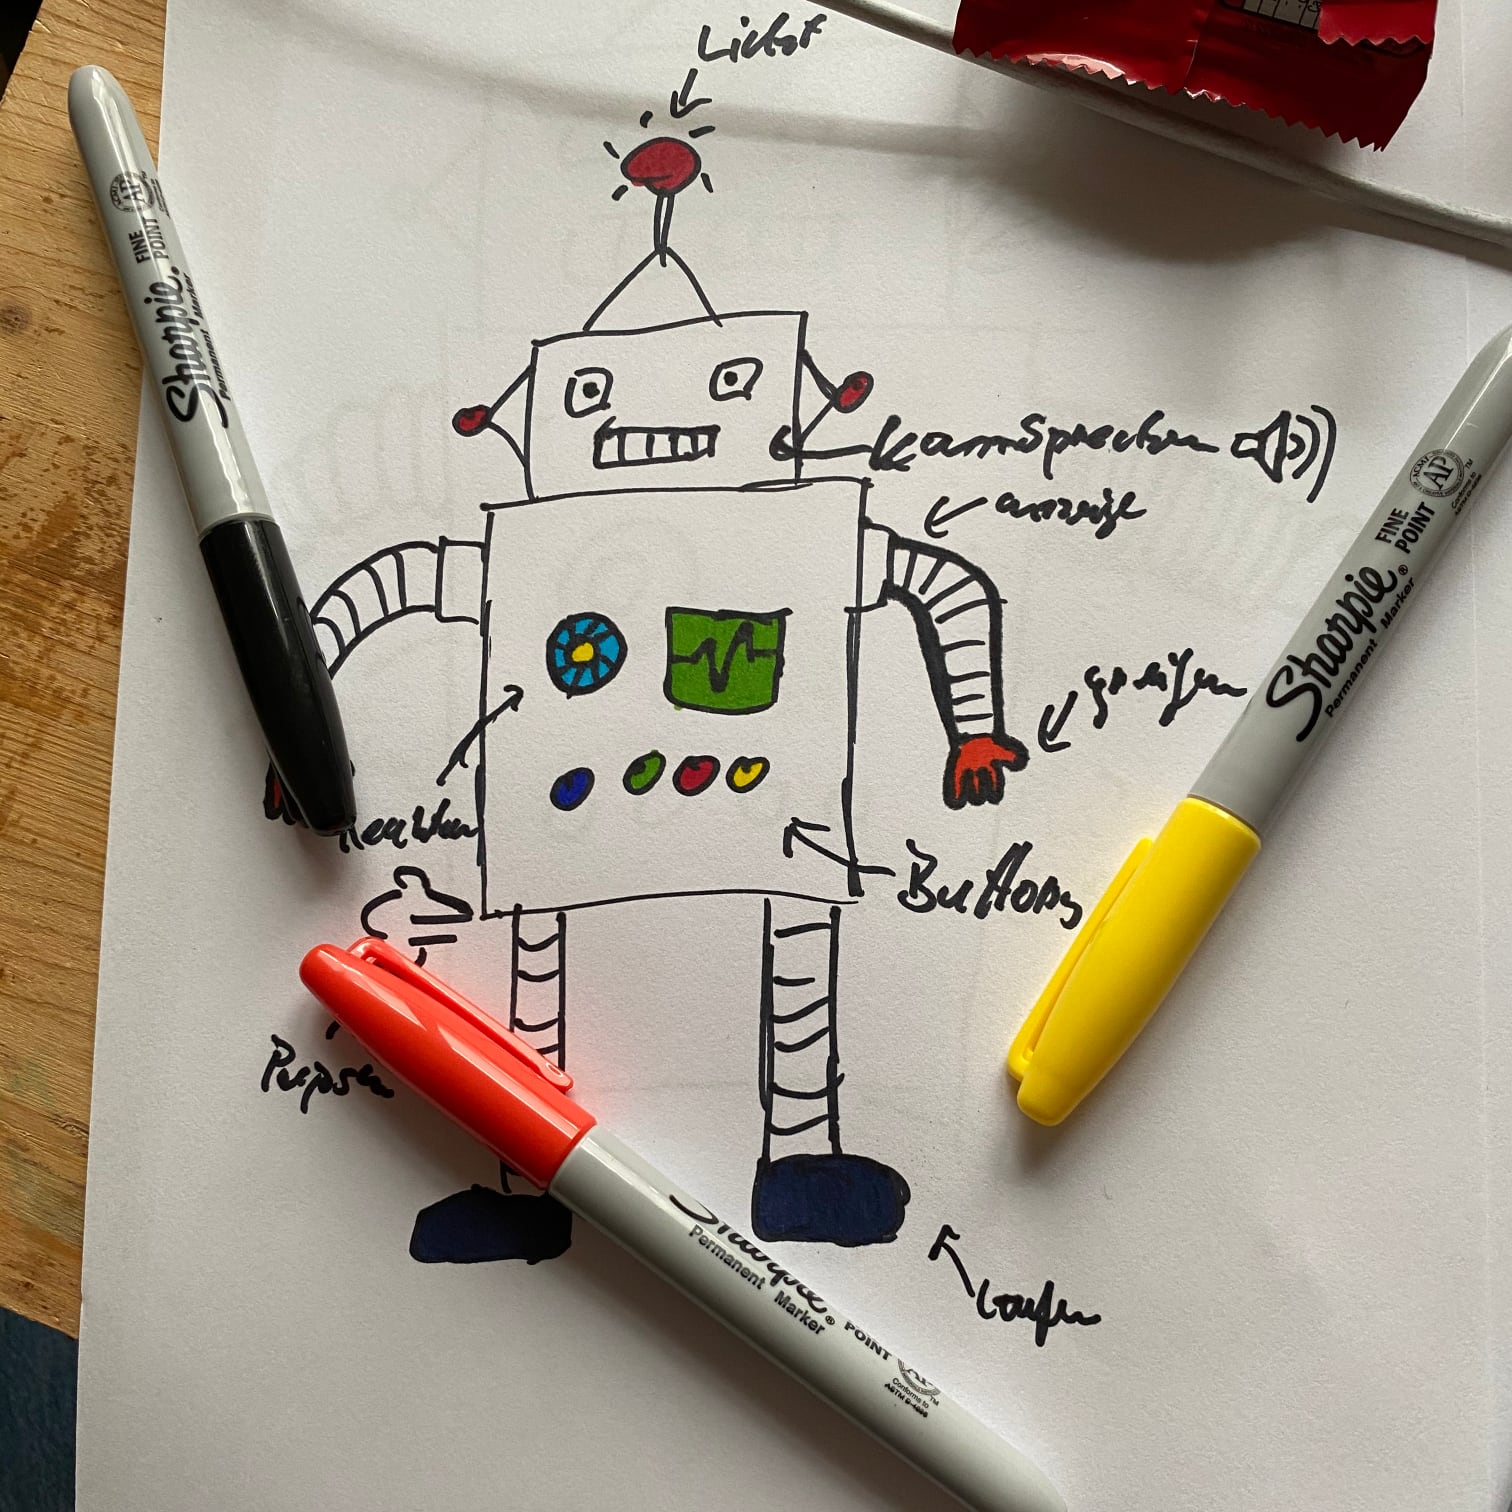 Licht
Kann Sprechen
anzeige
greifen
Reaktor
Buttons
Pupsen
Laufen
Sharpie®
Permanent Marker
FINE
POINT
AP
Sharpie®
Permanent Marker
FINE
POINT
AP
Sharpie®
Permanent Marker
POINT
AP
Conforms to
ASTM D-4236